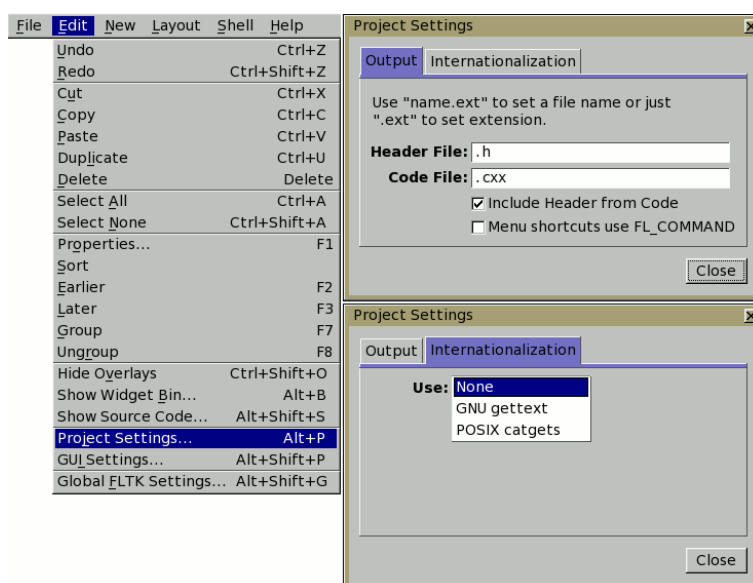 File Edit New Layout Shell Help
Undo Ctrl+Z
Redo Ctrl+Shift+Z
Cut Ctrl+X
Copy Ctrl+C
Paste Ctrl+V
Duplicate Ctrl+U
Delete Delete
Select All Ctrl+A
Select None Ctrl+Shift+A
Properties... F1
Sort
Earlier F2
Later F3
Group F7
Ungroup F8
Hide Overlays Ctrl+Shift+O
Show Widget Bin... Alt+B
Show Source Code... Alt+Shift+S
Project Settings... Alt+P
GUI Settings... Alt+Shift+P
Global FLTK Settings... Alt+Shift+G
Project Settings
Output Internationalization
Use "name.ext" to set a file name or just
".ext" to set extension.
Header File: .h
Code File: .cxx
Include Header from Code
Menu shortcuts use FL_COMMAND
Close
Project Settings
Output Internationalization
Use: None
GNU gettext
POSIX catgets
Close